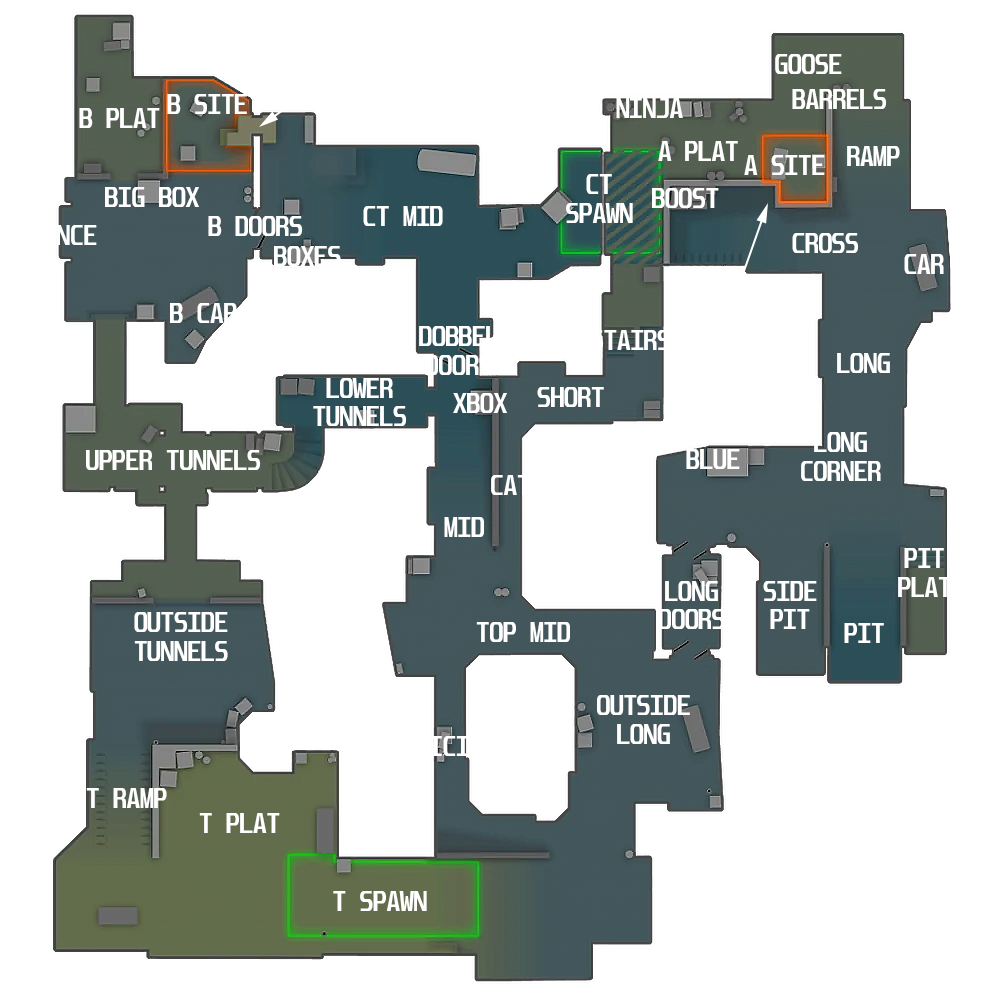 GOOSE
BARRELS
NINJA
B SITE
B PLAT
A PLAT
A SITE
RAMP
BIG BOX
CT
SPAWN
BOOST
CT MID
B DOORS
NCE
BOXES
CROSS
CAR
B CAR
DOBBEL
DOORS
TAIRS
LONG
LOWER
TUNNELS
XBOX
SHORT
UPPER TUNNELS
BLUE
LONG
CORNER
CAT
MID
PIT
PLAT
LONG
DOORS
SIDE
PIT
PIT
OUTSIDE
TUNNELS
TOP MID
OUTSIDE
LONG
ICI
T RAMP
T PLAT
T SPAWN